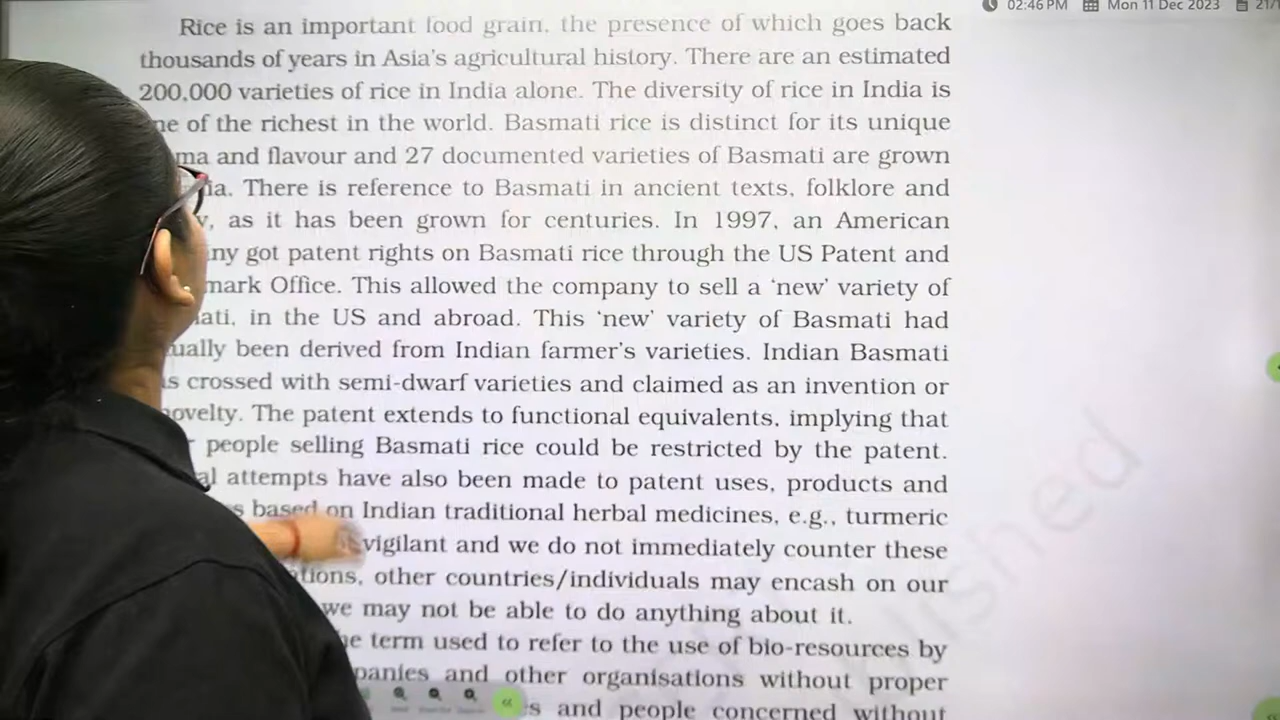 02:46 PM Mon 11 Dec 2023
Rice is an important food grain, the presence of which goes back
thousands of years in Asia's agricultural history. There are an estimated
200,000 varieties of rice in India alone. The diversity of rice in India is
of the richest in the world. Basmati rice is distinct for its unique
and flavour and 27 documented varieties of Basmati are grown
There is reference to Basmati in ancient texts, folklore and
as it has been grown for centuries. In 1997, an American
got patent rights on Basmati rice through the US Patent and
Office. This allowed the company to sell a 'new' variety of
in the US and abroad. This 'new' variety of Basmati had
been derived from Indian farmer's varieties. Indian Basmati
crossed with semi-dwarf varieties and claimed as an invention or
novelty. The patent extends to functional equivalents, implying that
people selling Basmati rice could be restricted by the patent.
attempts have also been made to patent uses, products and
based on Indian traditional herbal medicines, e.g., turmeric
vigilant and we do not immediately counter these
other countries/individuals may encash on our
we may not be able to do anything about it.
term used to refer to the use of bio-resources by
and other organisations without proper
and people concerned without